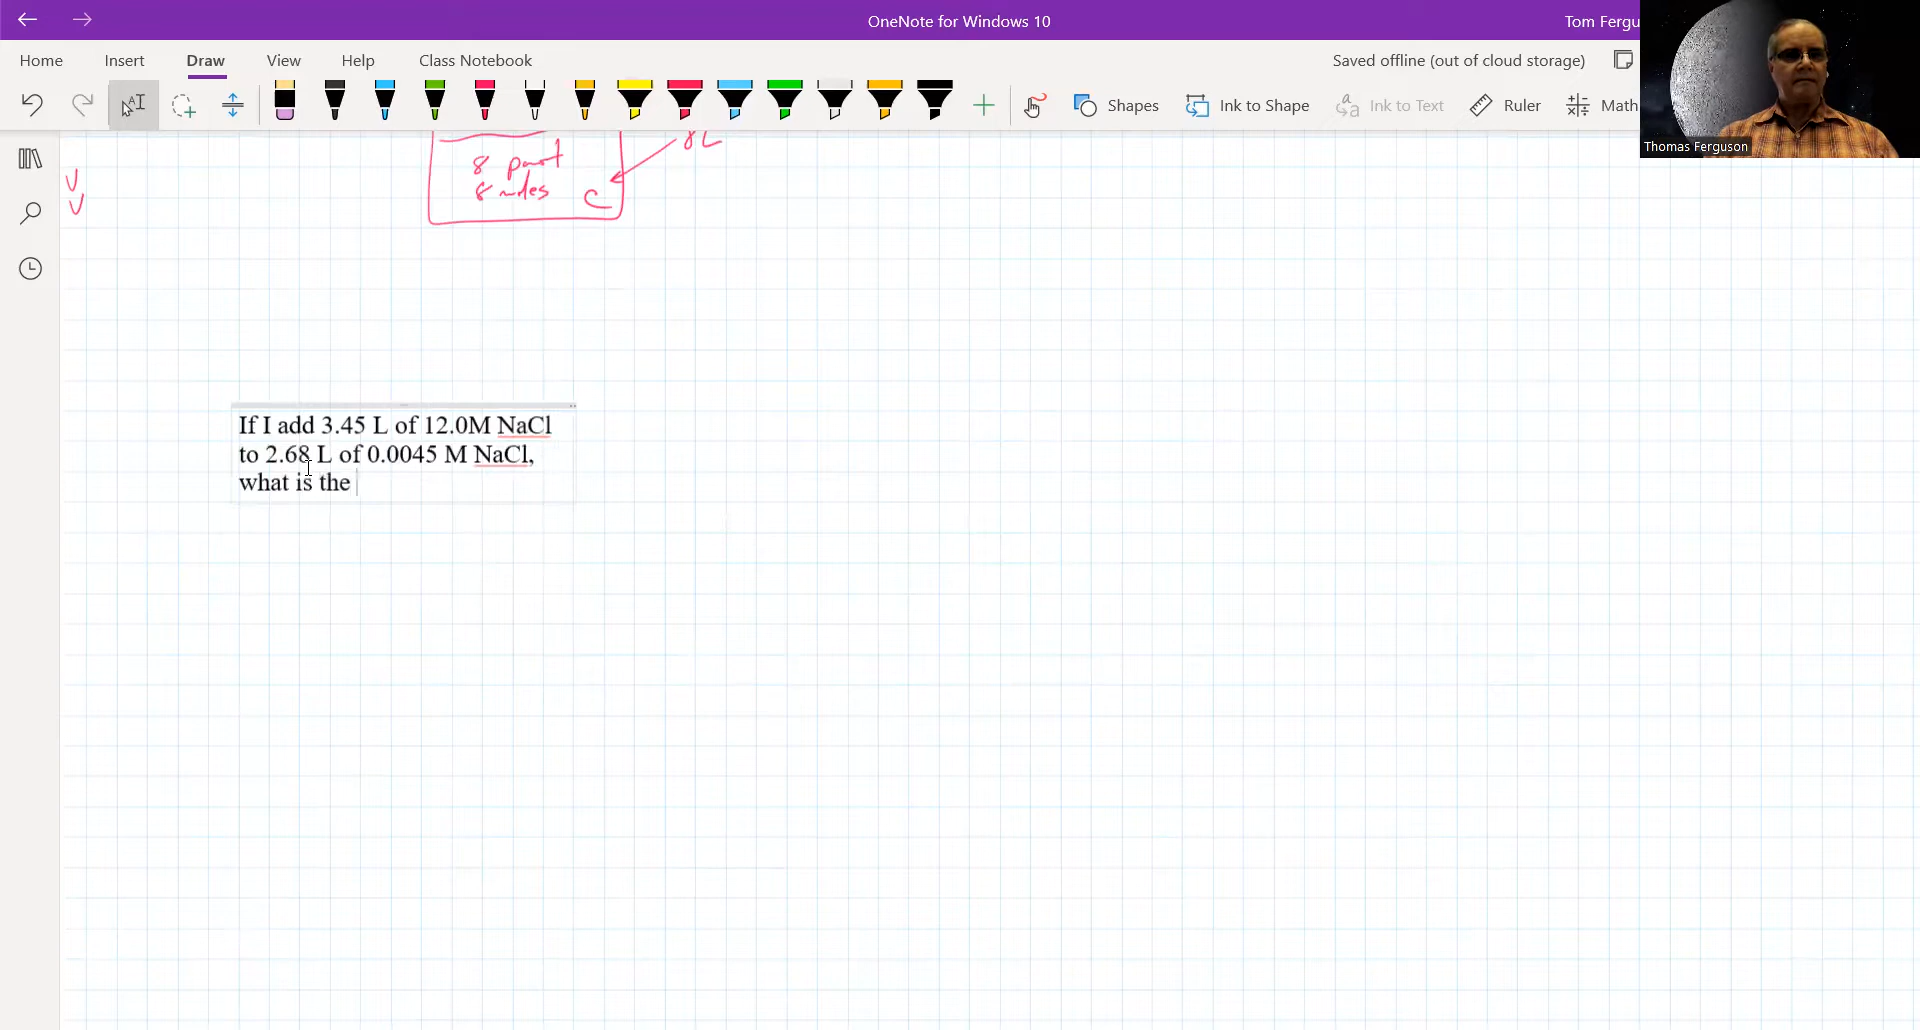 OneNote for Windows 10
Tom Fergu
Home
Insert
Draw
View
Help
Class Notebook
Saved offline (out of cloud storage)
Shapes
Ink to Shape
Ink to Text
Ruler
Math
Thomas Ferguson
8L
8 part
8 moles
C
If I add 3.45 L of 12.0M NaCl
to 2.68 L of 0.0045 M NaCl,
what is the